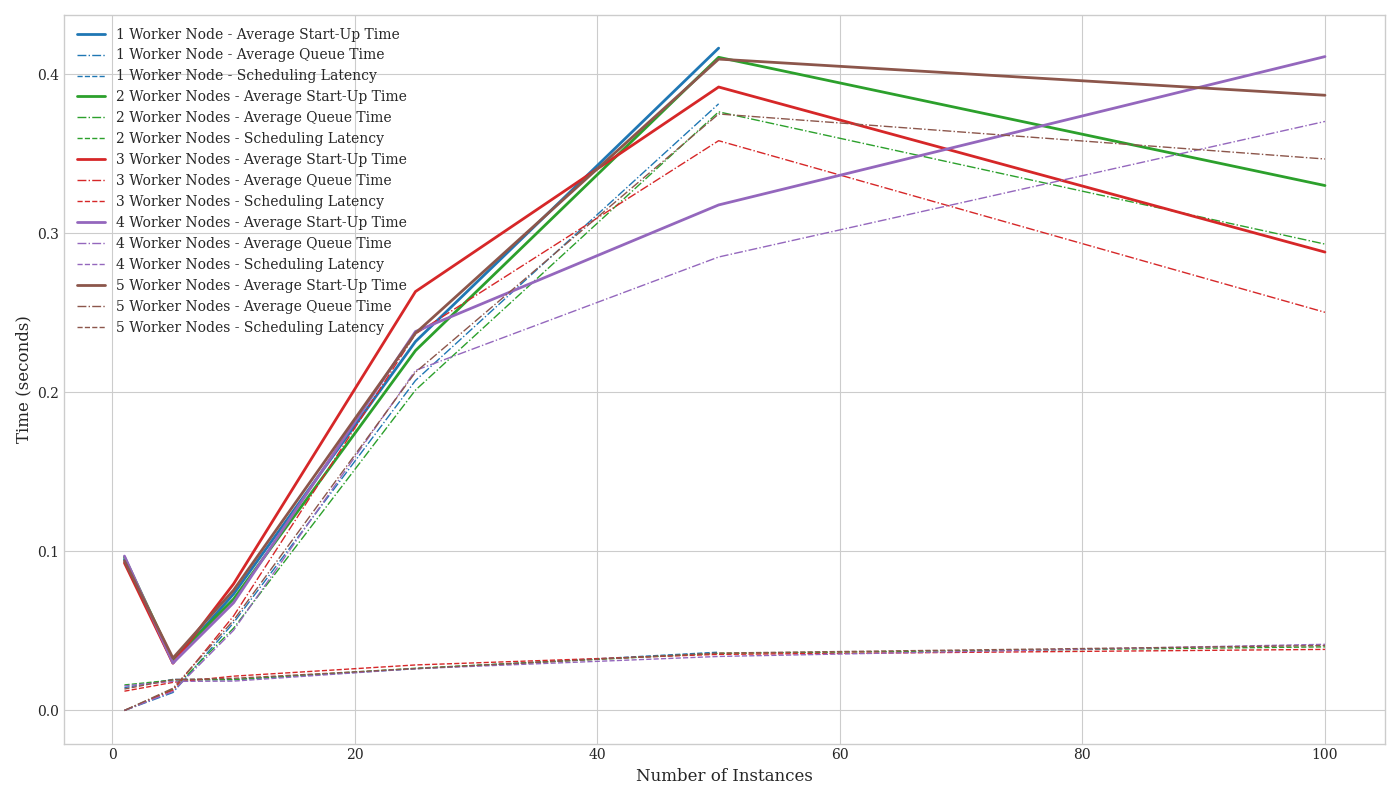 1 Worker Node - Average Start-Up Time
1 Worker Node - Average Queue Time
1 Worker Node - Scheduling Latency
2 Worker Nodes - Average Start-Up Time
2 Worker Nodes - Average Queue Time
2 Worker Nodes - Scheduling Latency
3 Worker Nodes - Average Start-Up Time
3 Worker Nodes - Average Queue Time
3 Worker Nodes - Scheduling Latency
4 Worker Nodes - Average Start-Up Time
4 Worker Nodes - Average Queue Time
4 Worker Nodes - Scheduling Latency
5 Worker Nodes - Average Start-Up Time
5 Worker Nodes - Average Queue Time
5 Worker Nodes - Scheduling Latency
0.4
0.3
0.2
0.1
0.0
Time (seconds)
0 20 40 60 80 100
Number of Instances